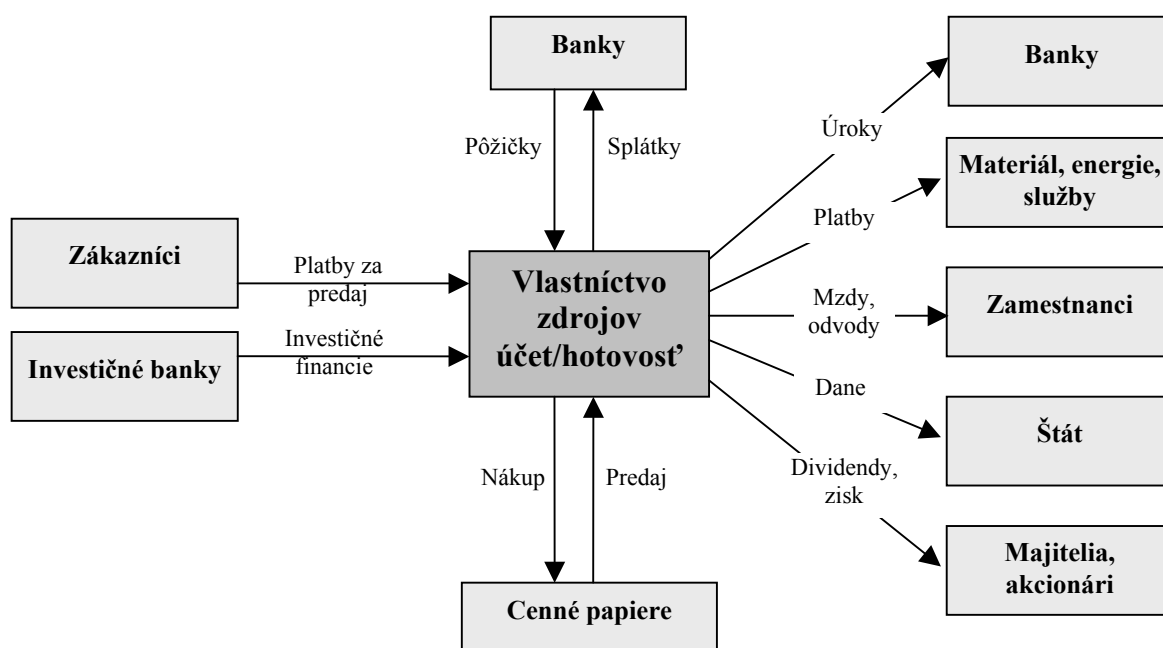 Banky
Banky
Úroky
Pôžičky
Splátky
Materiál, energie,
služby
Platby
Zákazníci
Platby za
predaj
Vlastníctvo
zdrojov
účet/hotovosť
Mzdy,
odvody
Zamestnanci
Investičné banky
Investičné
financie
Dane
Štát
Nákup
Predaj
Dividendy,
zisk
Majitelia,
akcionári
Cenné papiere